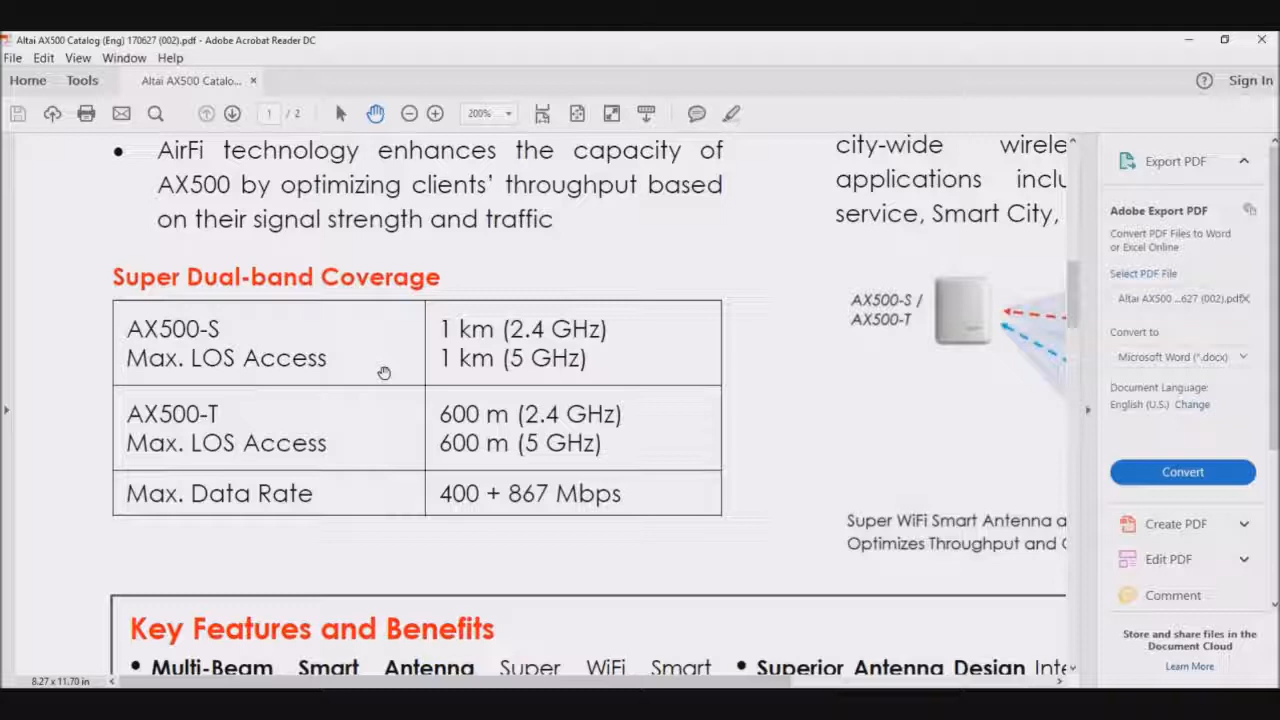 Altai AX500 Catalog (Eng) 170627 (002).pdf - Adobe Acrobat Reader DC
File Edit View Window Help
Home Tools Altai AX500 Catalo... × Sign In
1 / 2 200%
AirFi technology enhances the capacity of
AX500 by optimizing clients' throughput based
on their signal strength and traffic
Super Dual-band Coverage
AX500-S 1 km (2.4 GHz)
Max. LOS Access 1 km (5 GHz)
AX500-T 600 m (2.4 GHz)
Max. LOS Access 600 m (5 GHz)
Max. Data Rate 400 + 867 Mbps
city-wide wirele
applications inclu
service, Smart City,
AX500-S /
AX500-T
Super WiFi Smart Antenna a
Optimizes Throughput and
Key Features and Benefits
• Multi-Beam Smart Antenna Super WiFi Smart
• Superior Antenna Design Inte
8.27 x 11.70 in
Export PDF
Adobe Export PDF
Convert PDF Files to Word
or Excel Online
Select PDF File
Altai AX500 ...627 (002).pdf
Convert to
Microsoft Word (*.docx)
Document Language:
English (U.S.) Change
Convert
Create PDF
Edit PDF
Comment
Store and share files in the
Document Cloud
Learn More